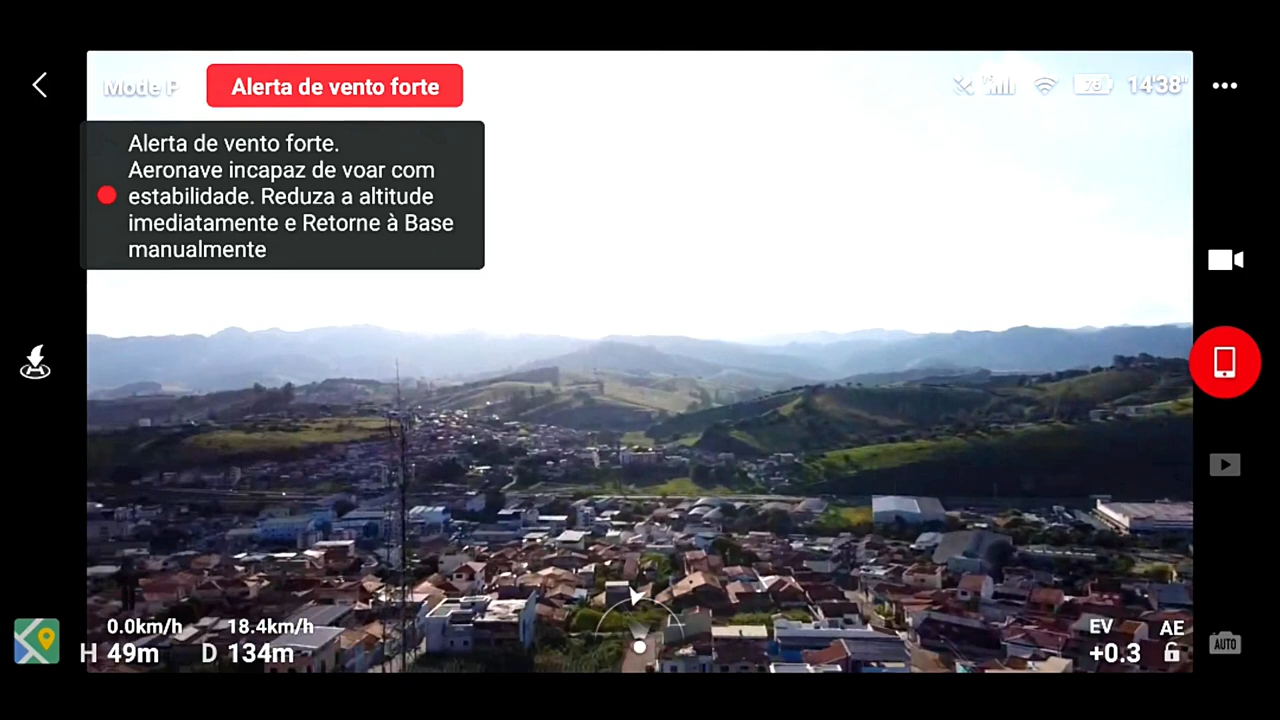 Mode P
Alerta de vento forte
78
14'38"
Alerta de vento forte.
Aeronave incapaz de voar com
estabilidade. Reduza a altitude
imediatamente e Retorne à Base
manualmente
0.0km/h
18.4km/h
H 49m
D 134m
EV
+0.3
AE
AUTO